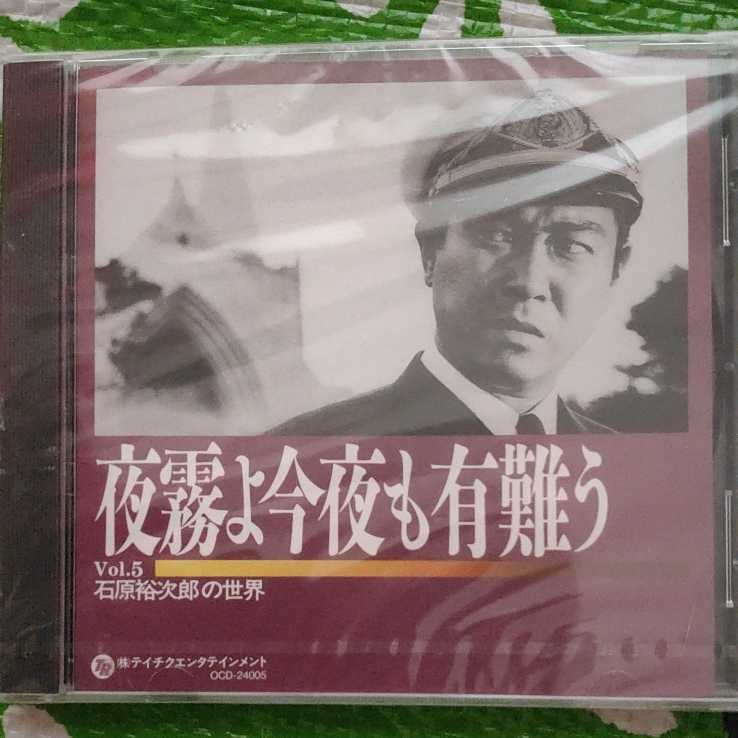 夜霧よ今夜も有難う
Vol.5
石原裕次郎の世界
TR ㈱テイチクエンタテインメント
OCD-24005